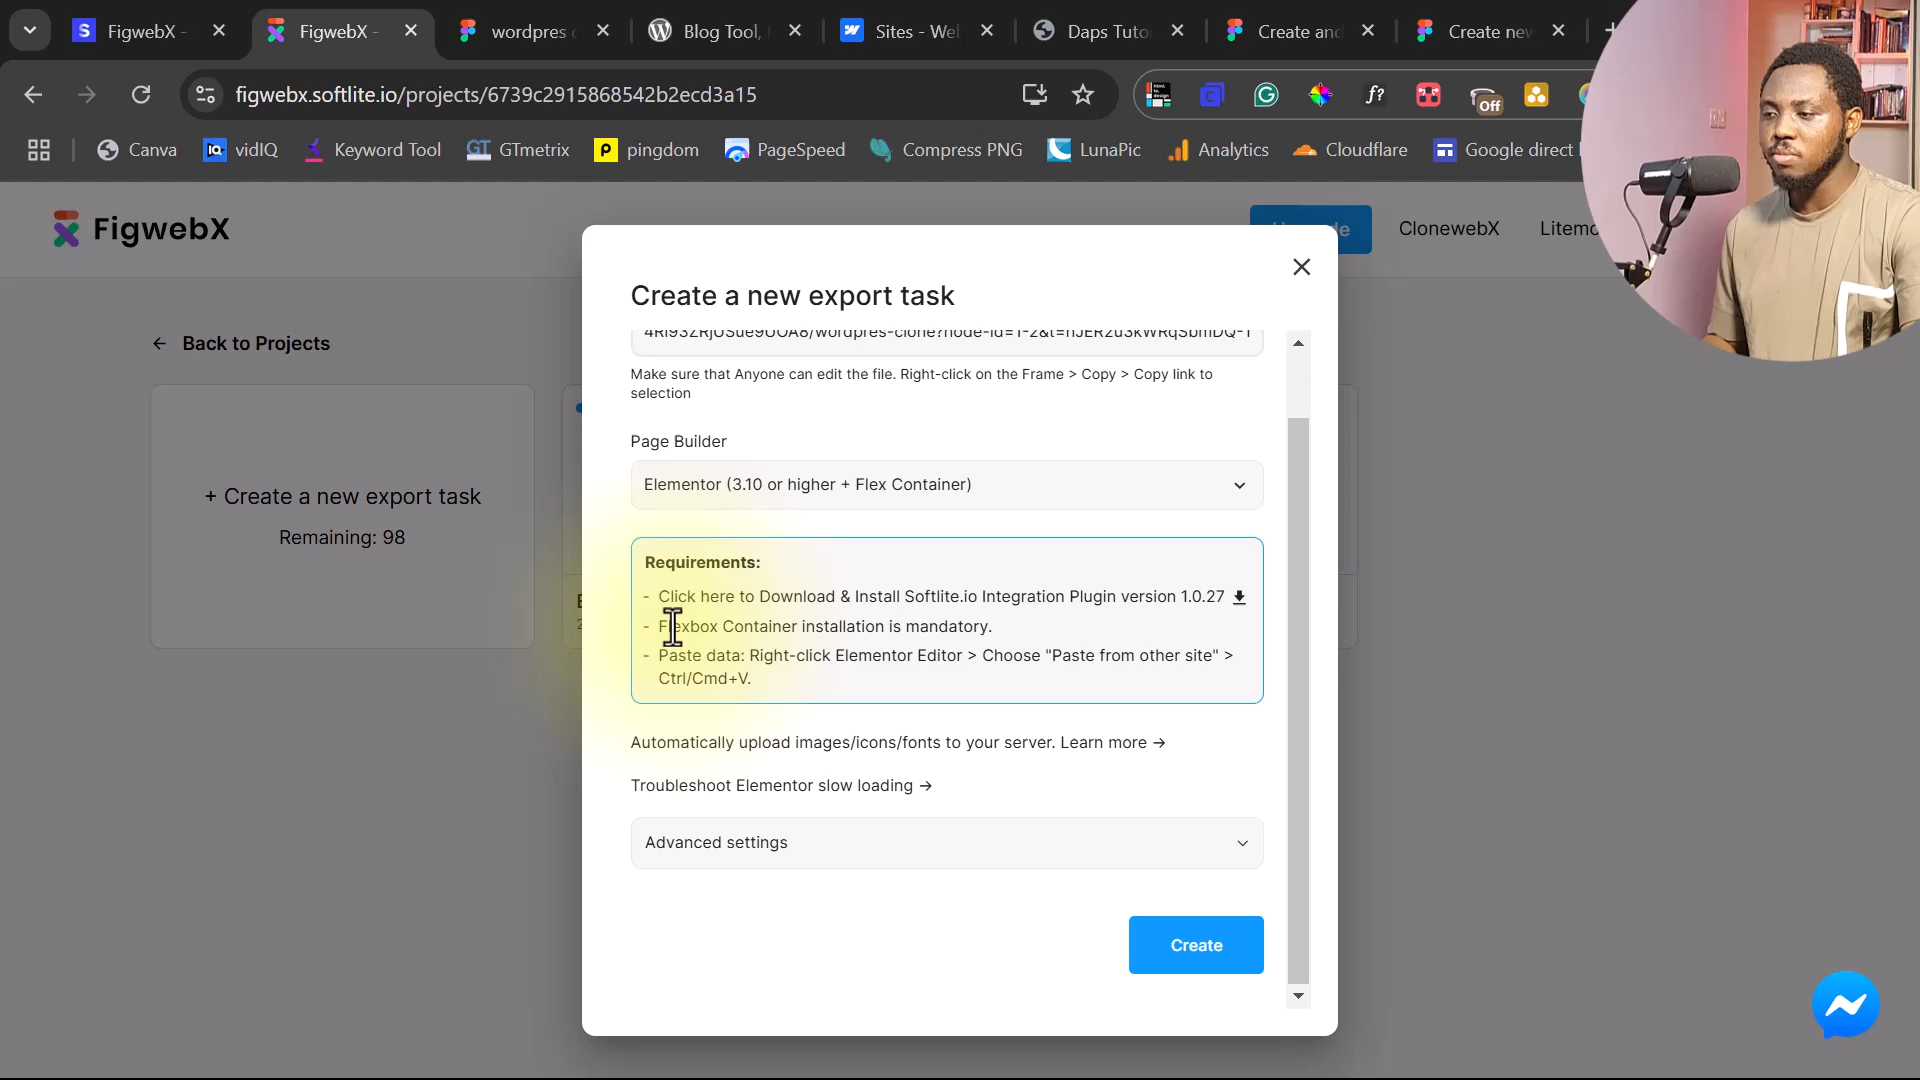 FigwebX -
FigwebX -
wordpres c
Blog Tool,
Sites - Wel
Daps Tuto
Create and
Create new
figwebx.softlite.io/projects/6739c2915868542b2ecd3a15
f?
Off
Canva
vidIQ
Keyword Tool
GTmetrix
pingdom
PageSpeed
Compress PNG
LunaPic
Analytics
Cloudflare
Google direct
FigwebX
ClonewebX
Litemo
Back to Projects
+ Create a new export task
Remaining: 98
Create a new export task
Make sure that Anyone can edit the file. Right-click on the Frame > Copy > Copy link to
selection
Page Builder
Elementor (3.10 or higher + Flex Container)
Requirements:
- Click here to Download & Install Softlite.io Integration Plugin version 1.0.27
- Flexbox Container installation is mandatory.
- Paste data: Right-click Elementor Editor > Choose "Paste from other site" >
Ctrl/Cmd+V.
Automatically upload images/icons/fonts to your server. Learn more →
Troubleshoot Elementor slow loading →
Advanced settings
Create